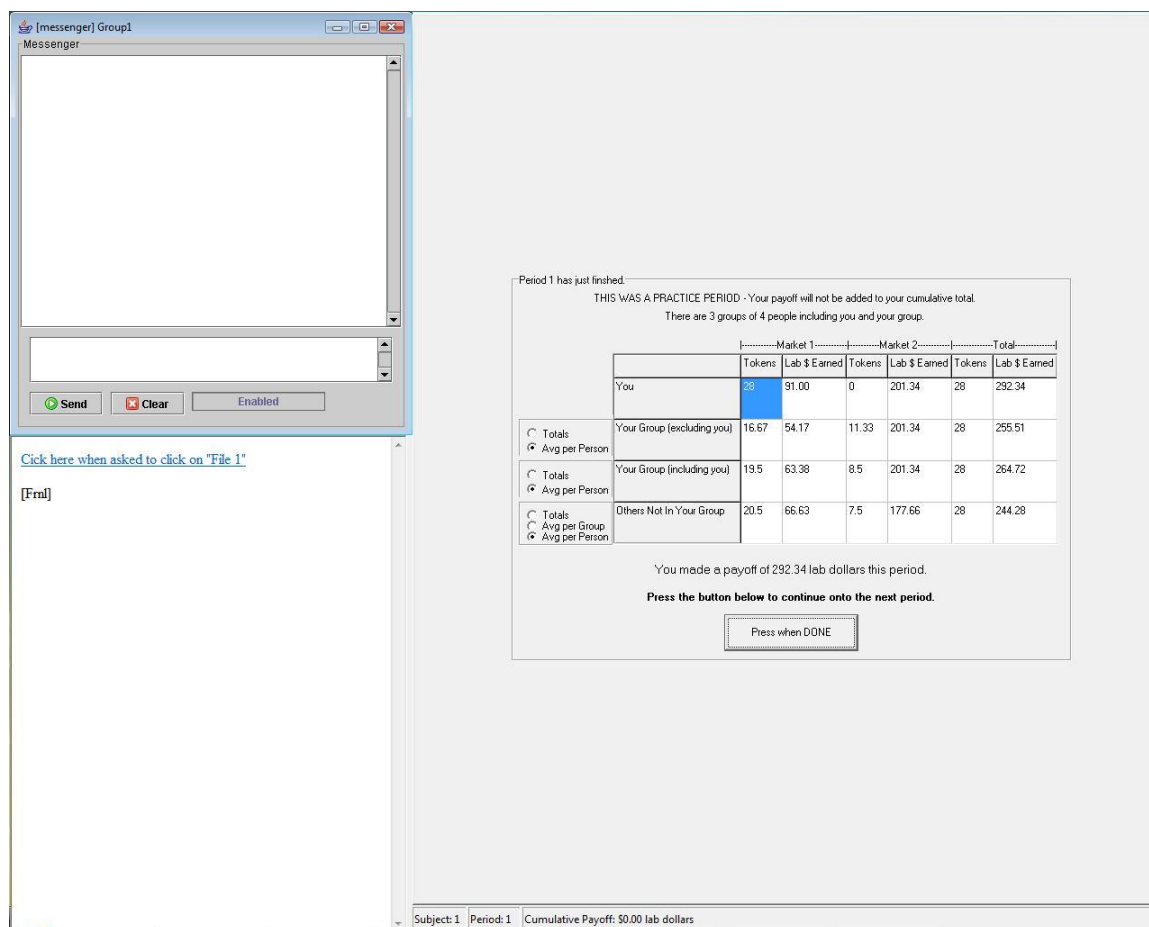 [messenger] Group1
Messenger
Send Clear Enabled
Cick here when asked to click on "File 1"
[Frnl]
Period 1 has just finshed.
THIS WAS A PRACTICE PERIOD - Your payoff will not be added to your cumulative total.
There are 3 groups of 4 people including you and your group.
|------------Market 1----------|----------Market 2-----------|-------------Total-------------|
Tokens Lab $ Earned Tokens Lab $ Earned Tokens Lab $ Earned
You 28 91.00 0 201.34 28 292.34
Totals
Avg per Person
Your Group (excluding you) 16.67 54.17 11.33 201.34 28 255.51
Totals
Avg per Person
Your Group (including you) 19.5 63.38 8.5 201.34 28 264.72
Totals
Avg per Group
Avg per Person
Others Not In Your Group 20.5 66.63 7.5 177.66 28 244.28
You made a payoff of 292.34 lab dollars this period.
Press the button below to continue onto the next period.
Press when DONE
Subject: 1 Period: 1 Cumulative Payoff: $0.00 lab dollars